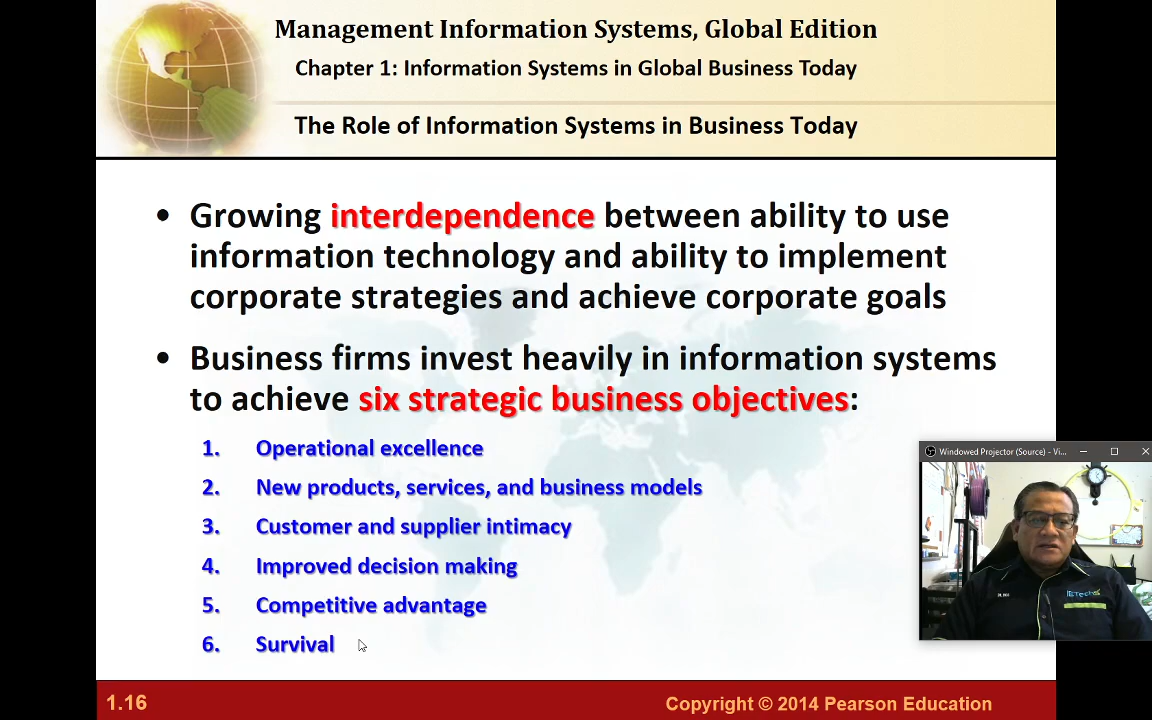 Management Information Systems, Global Edition
Chapter 1: Information Systems in Global Business Today
The Role of Information Systems in Business Today
• Growing interdependence between ability to use
information technology and ability to implement
corporate strategies and achieve corporate goals
• Business firms invest heavily in information systems
to achieve six strategic business objectives:
1. Operational excellence
2. New products, services, and business models
3. Customer and supplier intimacy
4. Improved decision making
5. Competitive advantage
6. Survival
Windowed Projector (Source) - Vi...
1.16
Copyright © 2014 Pearson Education